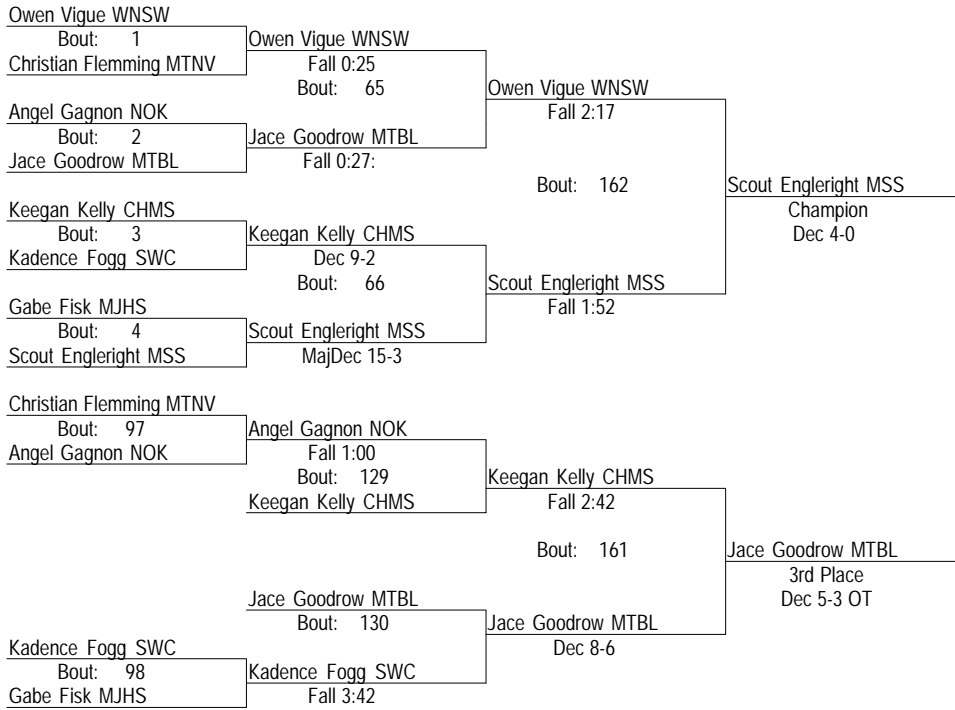 Owen Vigue WNSW
Bout: 1
Christian Flemming MTNV
Owen Vigue WNSW
Fall 0:25
Bout: 65
Angel Gagnon NOK
Bout: 2
Jace Goodrow MTBL
Jace Goodrow MTBL
Fall 0:27:
Owen Vigue WNSW
Fall 2:17
Bout: 162
Keegan Kelly CHMS
Bout: 3
Kadence Fogg SWC
Keegan Kelly CHMS
Dec 9-2
Bout: 66
Gabe Fisk MJHS
Bout: 4
Scout Engleright MSS
Scout Engleright MSS
MajDec 15-3
Scout Engleright MSS
Fall 1:52
Scout Engleright MSS
Champion
Dec 4-0
Christian Flemming MTNV
Bout: 97
Angel Gagnon NOK
Angel Gagnon NOK
Fall 1:00
Bout: 129
Keegan Kelly CHMS
Keegan Kelly CHMS
Fall 2:42
Bout: 161
Jace Goodrow MTBL
Bout: 130
Kadence Fogg SWC
Bout: 98
Gabe Fisk MJHS
Kadence Fogg SWC
Fall 3:42
Jace Goodrow MTBL
Dec 8-6
Jace Goodrow MTBL
3rd Place
Dec 5-3 OT